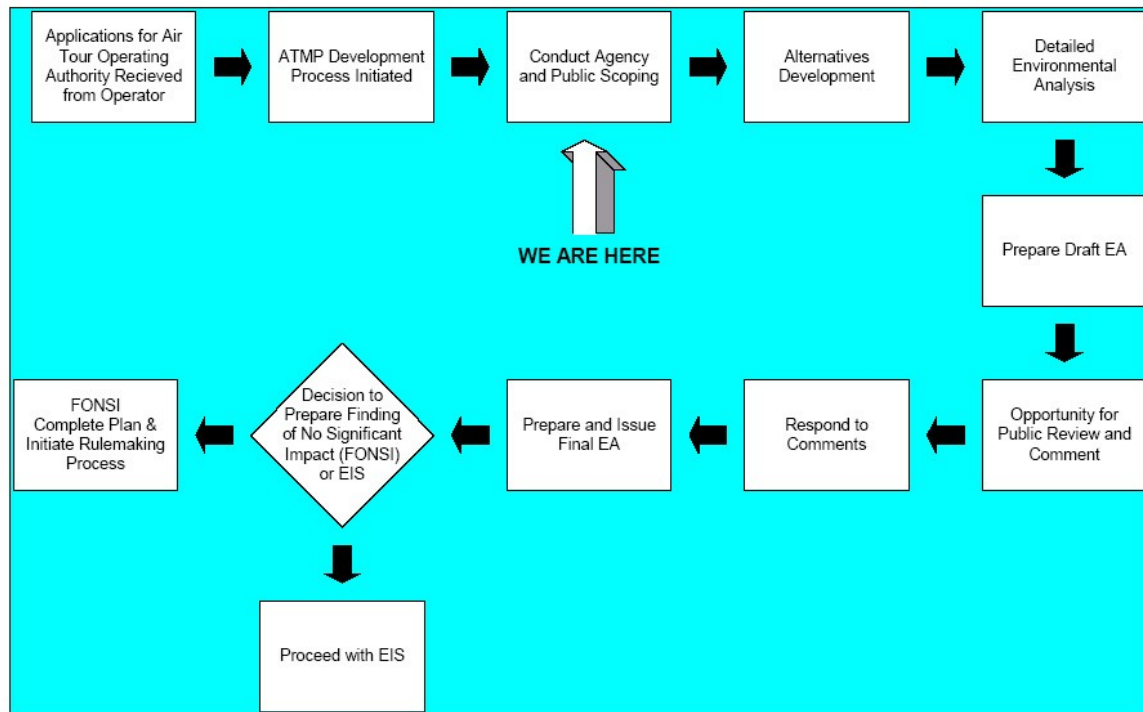 Applications for Air
Tour Operating
Authority Recieved
from Operator
ATMP Development
Process Initiated
Conduct Agency
and Public Scoping
Alternatives
Development
Detailed
Environmental
Analysis
WE ARE HERE
Prepare Draft EA
Opportunity for
Public Review and
Comment
Respond to
Comments
Prepare and Issue
Final EA
Decision to
Prepare Finding
of No Significant
Impact (FONSI)
or EIS
FONSI
Complete Plan &
Initiate Rulemaking
Process
Proceed with EIS